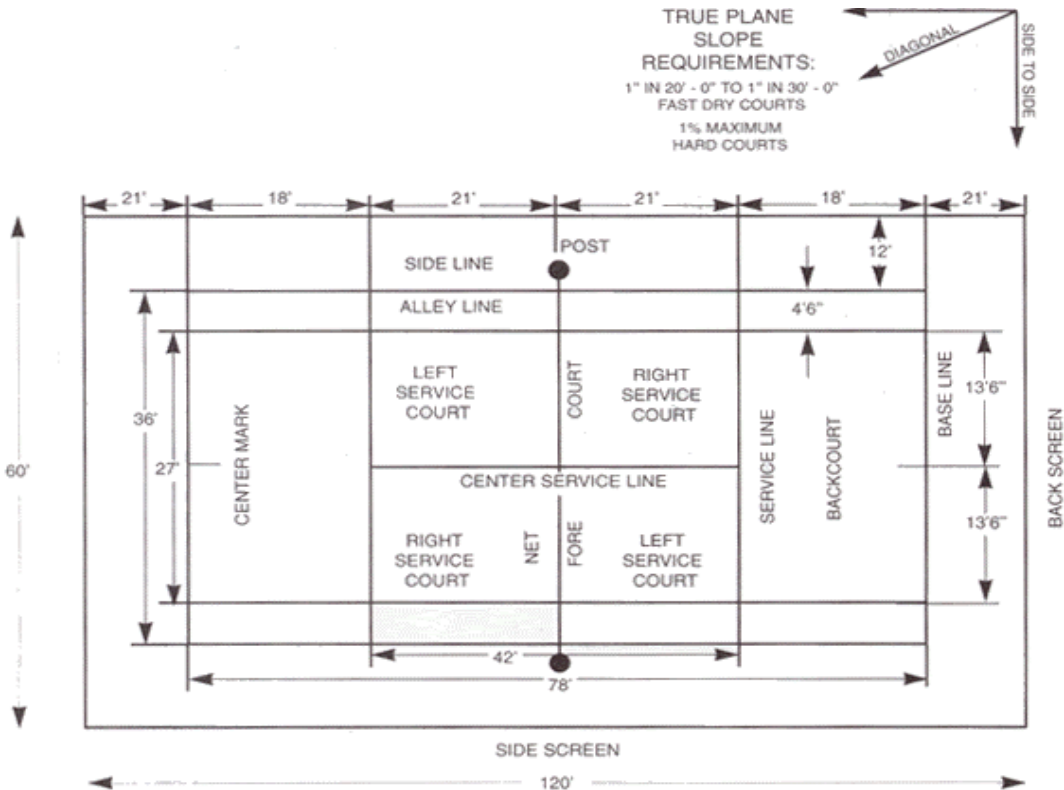 TRUE PLANE
SLOPE
REQUIREMENTS:
1" IN 20' - 0" TO 1" IN 30' - 0"
FAST DRY COURTS
1% MAXIMUM
HARD COURTS
DIAGONAL
SIDE TO SIDE
21'
18'
21'
21'
18'
21'
POST
12'
SIDE LINE
ALLEY LINE
4'6"
LEFT
SERVICE
COURT
COURT
RIGHT
SERVICE
COURT
BASE LINE
13'6"
36'
60'
27'
CENTER MARK
CENTER SERVICE LINE
SERVICE LINE
BACKCOURT
BACK SCREEN
13'6"
RIGHT
SERVICE
COURT
NET
FORE
LEFT
SERVICE
COURT
42'
78'
SIDE SCREEN
120'